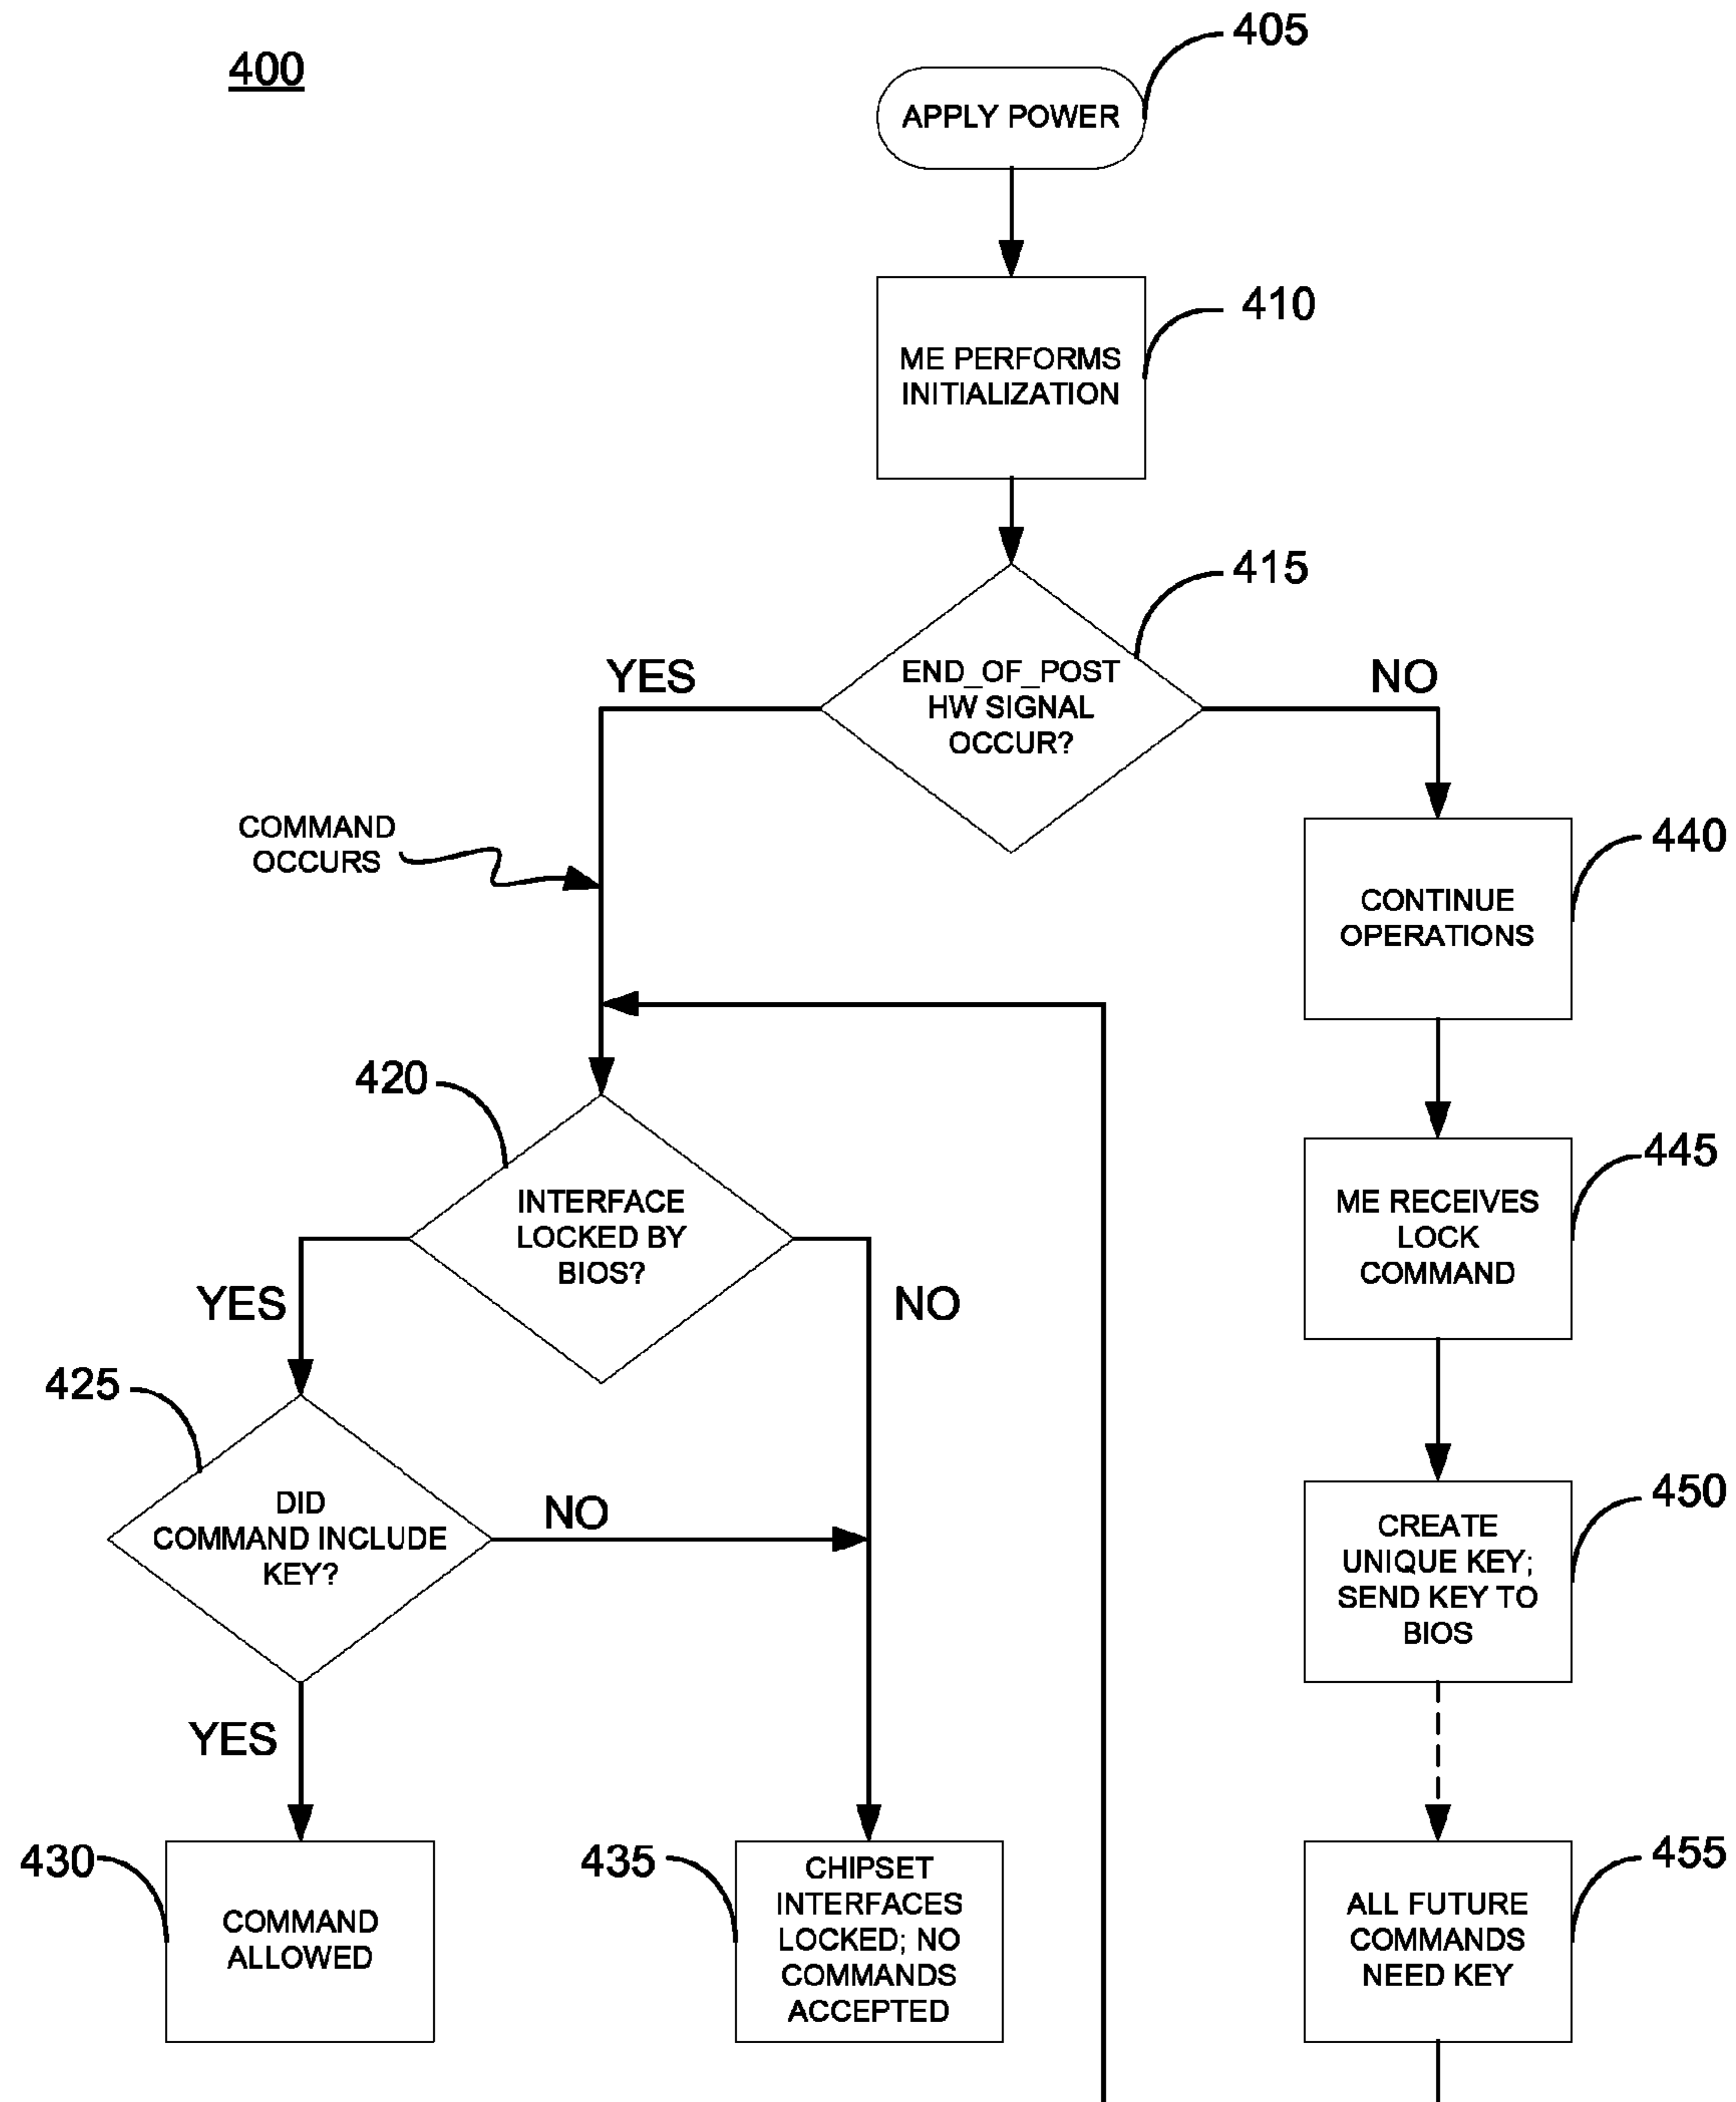 400
405
APPLY POWER
410
ME PERFORMS
INITIALIZATION
415
END_OF_POST
HW SIGNAL
OCCUR?
YES
NO
COMMAND
OCCURS
440
CONTINUE
OPERATIONS
420
INTERFACE
LOCKED BY
BIOS?
YES
NO
445
ME RECEIVES
LOCK
COMMAND
425
DID
COMMAND INCLUDE
KEY?
NO
YES
450
CREATE
UNIQUE KEY;
SEND KEY TO
BIOS
430
COMMAND
ALLOWED
435
CHIPSET
INTERFACES
LOCKED; NO
COMMANDS
ACCEPTED
455
ALL FUTURE
COMMANDS
NEED KEY